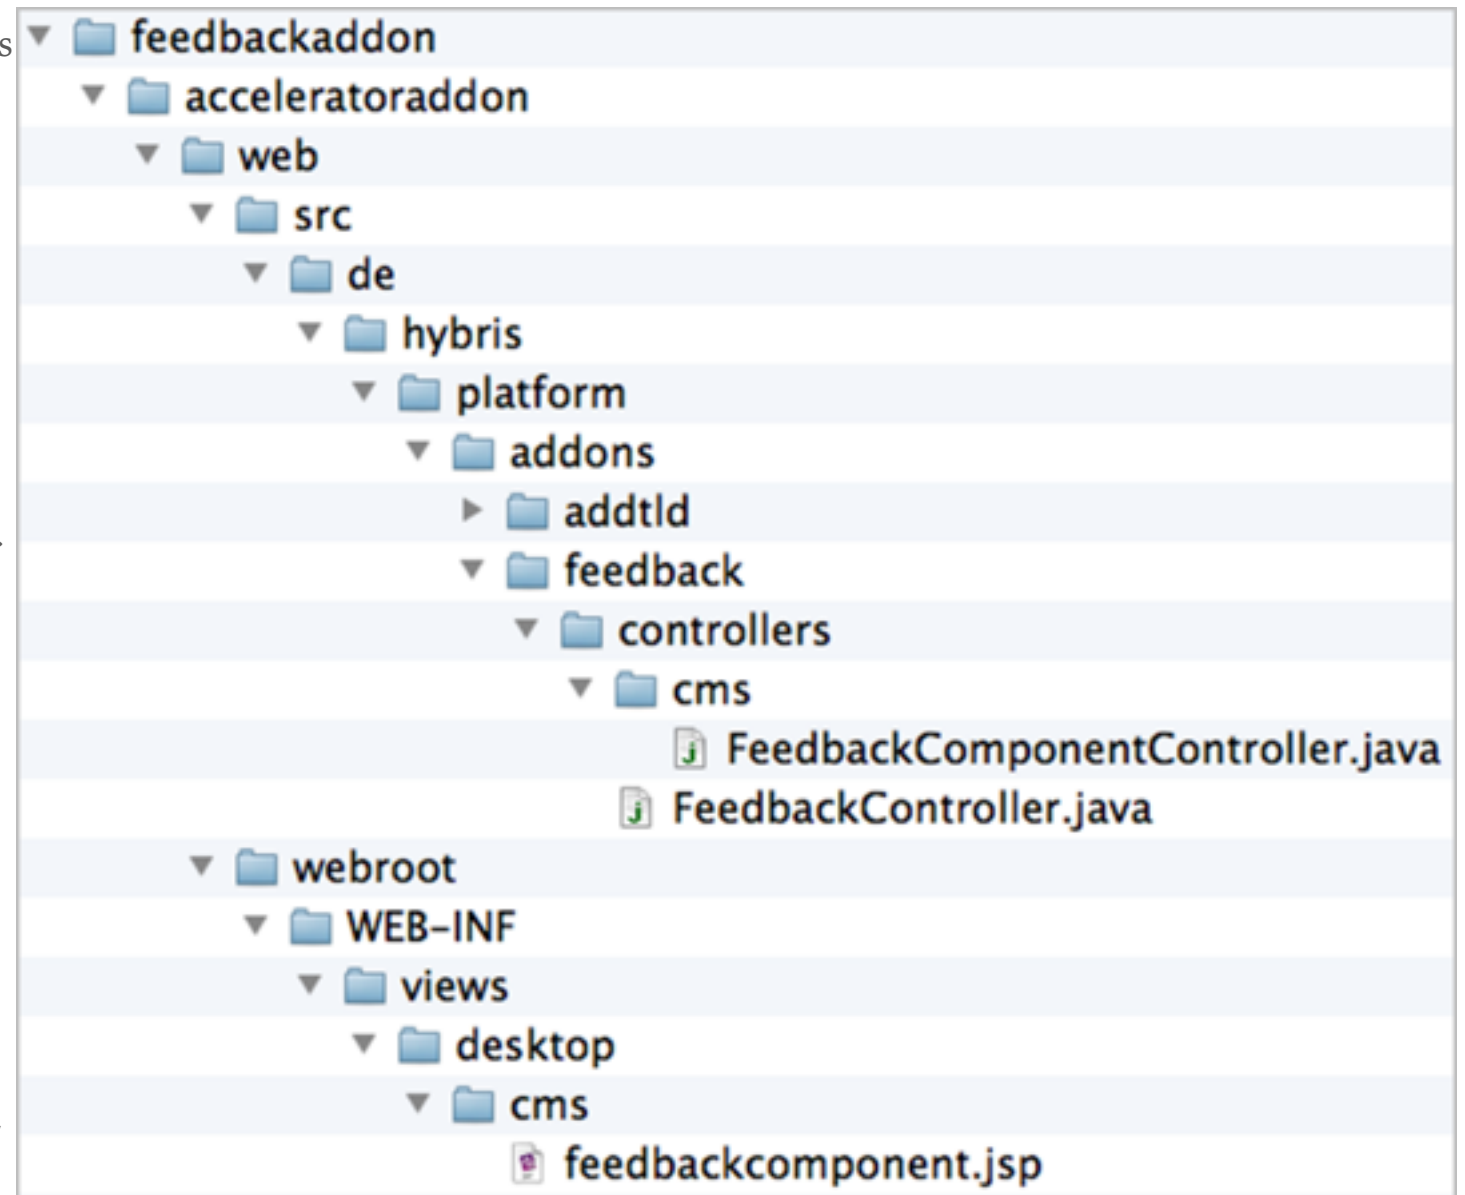 s
feedbackaddon
acceleratoraddon
web
src
de
hybris
platform
addons
addtld
feedback
controllers
cms
FeedbackComponentController.java
FeedbackController.java
webroot
WEB-INF
views
desktop
cms
feedbackcomponent.jsp